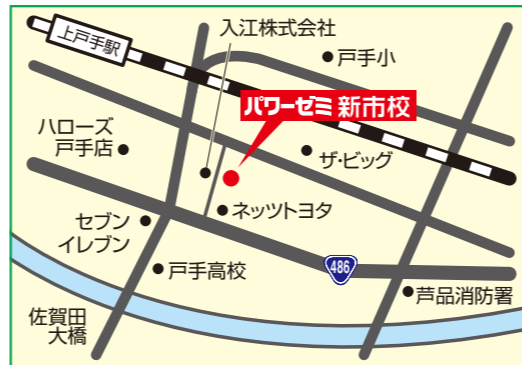 上戸手駅
入江株式会社
戸手小
パワーゼミ 新市校
ハローズ
戸手店
ザ・ビッグ
ネッツトヨタ
セブン
イレブン
戸手高校
486
芦品消防署
佐賀田
大橋